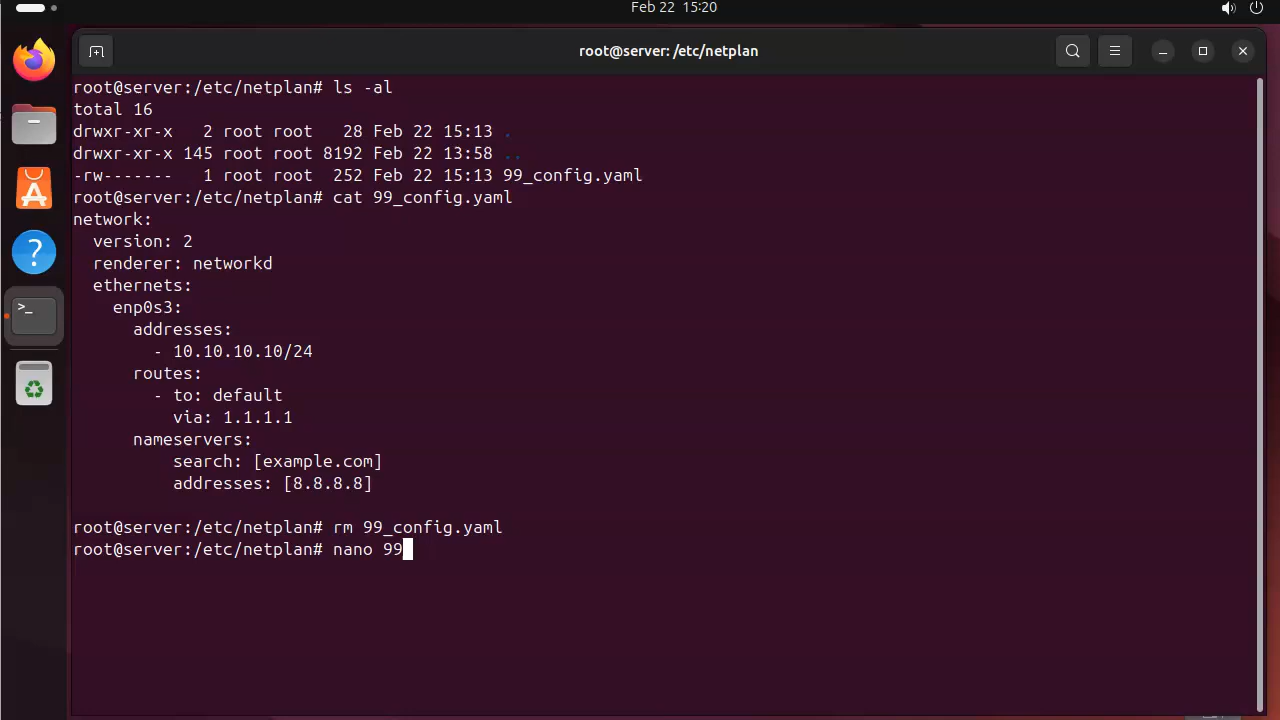 Feb 22 15:20
root@server: /etc/netplan
root@server:/etc/netplan# ls -al
total 16
drwxr-xr-x   2 root root   28 Feb 22 15:13 .
drwxr-xr-x 145 root root 8192 Feb 22 13:58 ..
-rw-------   1 root root  252 Feb 22 15:13 99_config.yaml
root@server:/etc/netplan# cat 99_config.yaml
network:
  version: 2
  renderer: networkd
  ethernets:
    enp0s3:
      addresses:
        - 10.10.10.10/24
      routes:
        - to: default
          via: 1.1.1.1
      nameservers:
          search: [example.com]
          addresses: [8.8.8.8]
root@server:/etc/netplan# rm 99_config.yaml
root@server:/etc/netplan# nano 99